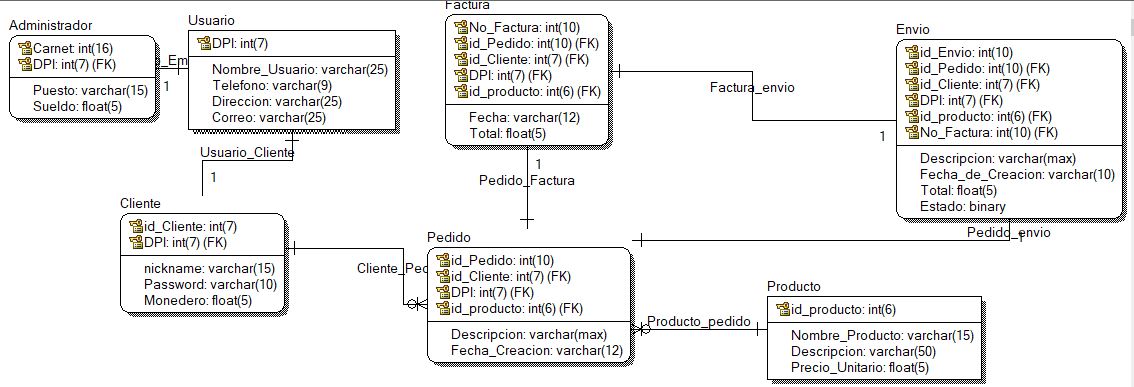 Administrador
Carnet: int(16)
DPI: int(7) (FK)
Puesto: varchar(15)
Sueldo: float(5)
_Em
1
Usuario
DPI: int(7)
Nombre_Usuario: varchar(25)
Telefono: varchar(9)
Direccion: varchar(25)
Correo: varchar(25)
Usuario_Cliente
1
Factura
No_Factura: int(10)
id_Pedido: int(10) (FK)
id_Cliente: int(7) (FK)
DPI: int(7) (FK)
id_producto: int(6) (FK)
Fecha: varchar(12)
Total: float(5)
1
Pedido_Factura
Factura_envio
1
Envio
id_Envio: int(10)
id_Pedido: int(10) (FK)
id_Cliente: int(7) (FK)
DPI: int(7) (FK)
id_producto: int(6) (FK)
No_Factura: int(10) (FK)
Descripcion: varchar(max)
Fecha_de_Creacion: varchar(10)
Total: float(5)
Estado: binary
Pedido_envio
1
Cliente
id_Cliente: int(7)
DPI: int(7) (FK)
nickname: varchar(15)
Password: varchar(10)
Monedero: float(5)
Cliente_Ped
Pedido
id_Pedido: int(10)
id_Cliente: int(7) (FK)
DPI: int(7) (FK)
id_producto: int(6) (FK)
Descripcion: varchar(max)
Fecha_Creacion: varchar(12)
Producto_pedido
Producto
id_producto: int(6)
Nombre_Producto: varchar(15)
Descripcion: varchar(50)
Precio_Unitario: float(5)